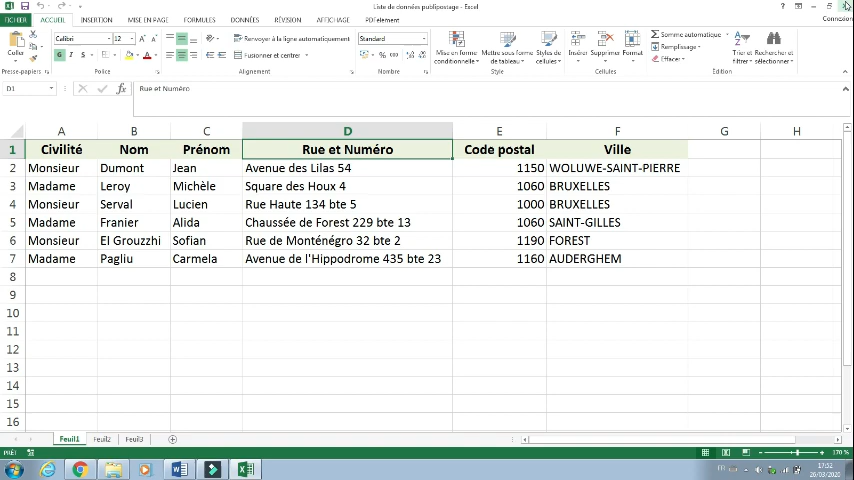 Liste de données publipostage - Excel
Connexion
FICHIER ACCUEIL INSERTION MISE EN PAGE FORMULES DONNÉES RÉVISION AFFICHAGE PDFelement
Coller
Calibri 12
G I S
Renvoyer à la ligne automatiquement
Fusionner et centrer
Standard
% 000
Mise en forme conditionnelle
Mettre sous forme de tableau
Styles de cellules
Insérer Supprimer Format
Somme automatique
Remplissage
Effacer
Trier et filtrer
Rechercher et sélectionner
Presse-papiers Police Alignement Nombre Style Cellules Édition
D1 fx Rue et Numéro
A B C D E F G H
1 Civilité Nom Prénom Rue et Numéro Code postal Ville
2 Monsieur Dumont Jean Avenue des Lilas 54 1150 WOLUWE-SAINT-PIERRE
3 Madame Leroy Michèle Square des Houx 4 1060 BRUXELLES
4 Monsieur Serval Lucien Rue Haute 134 bte 5 1000 BRUXELLES
5 Madame Franier Alida Chaussée de Forest 229 bte 13 1060 SAINT-GILLES
6 Monsieur El Grouzzhi Sofian Rue de Monténégro 32 bte 2 1190 FOREST
7 Madame Pagliu Carmela Avenue de l'Hippodrome 435 bte 23 1160 AUDERGHEM
8
9
10
11
12
13
14
15
16
Feuil1 Feuil2 Feuil3
PRÊT
170 %
FR
17:32
26/03/2020